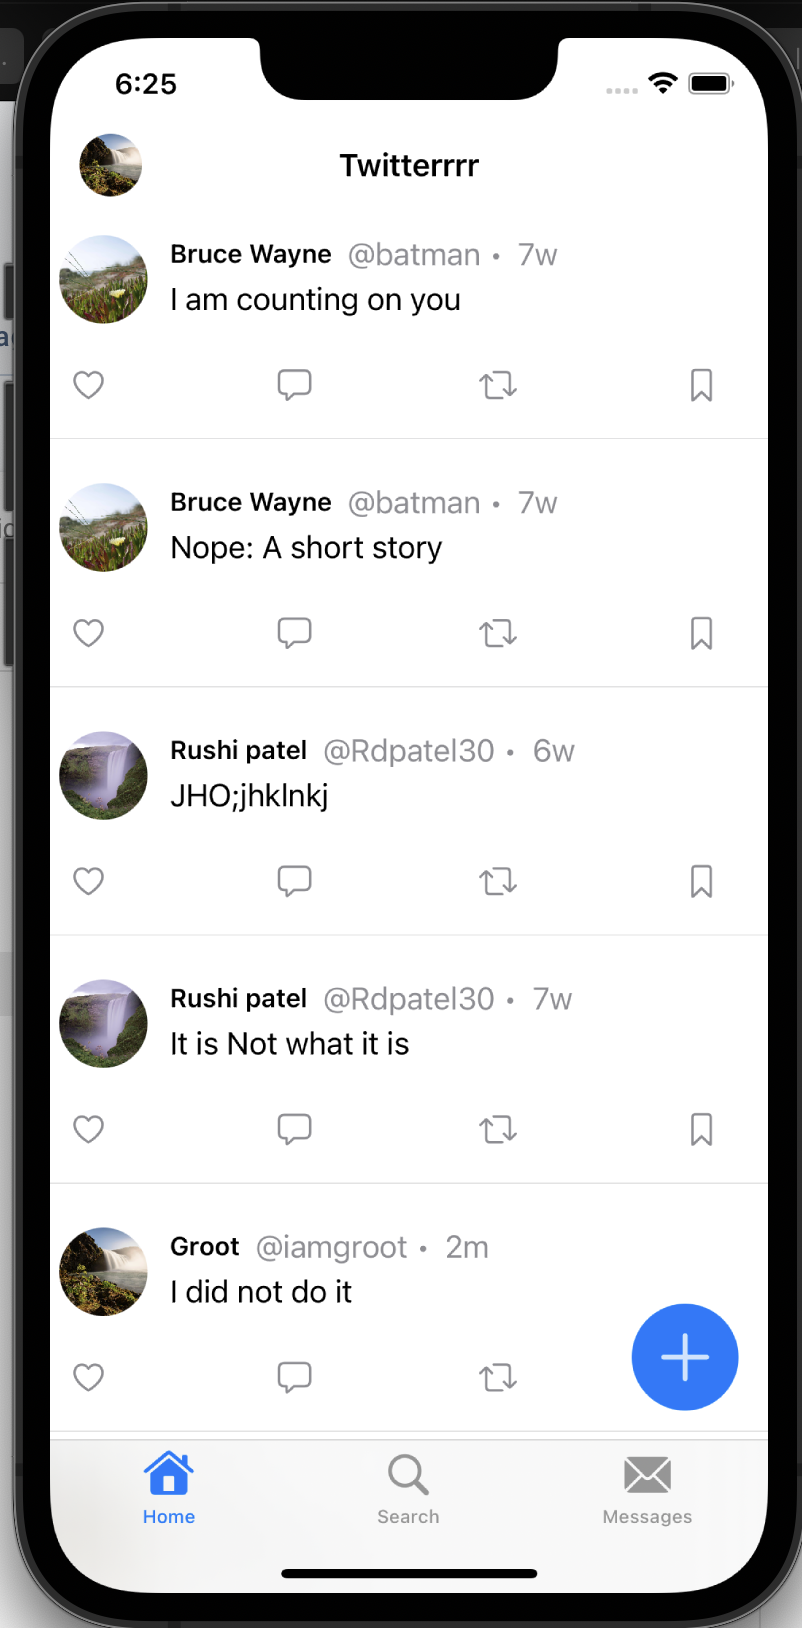 6:25
Twitterrrr
Bruce Wayne @batman • 7w
I am counting on you
Bruce Wayne @batman • 7w
Nope: A short story
Rushi patel @Rdpatel30 • 6w
JHO;jhklnkj
Rushi patel @Rdpatel30 • 7w
It is Not what it is
Groot @iamgroot • 2m
I did not do it
Home Search Messages